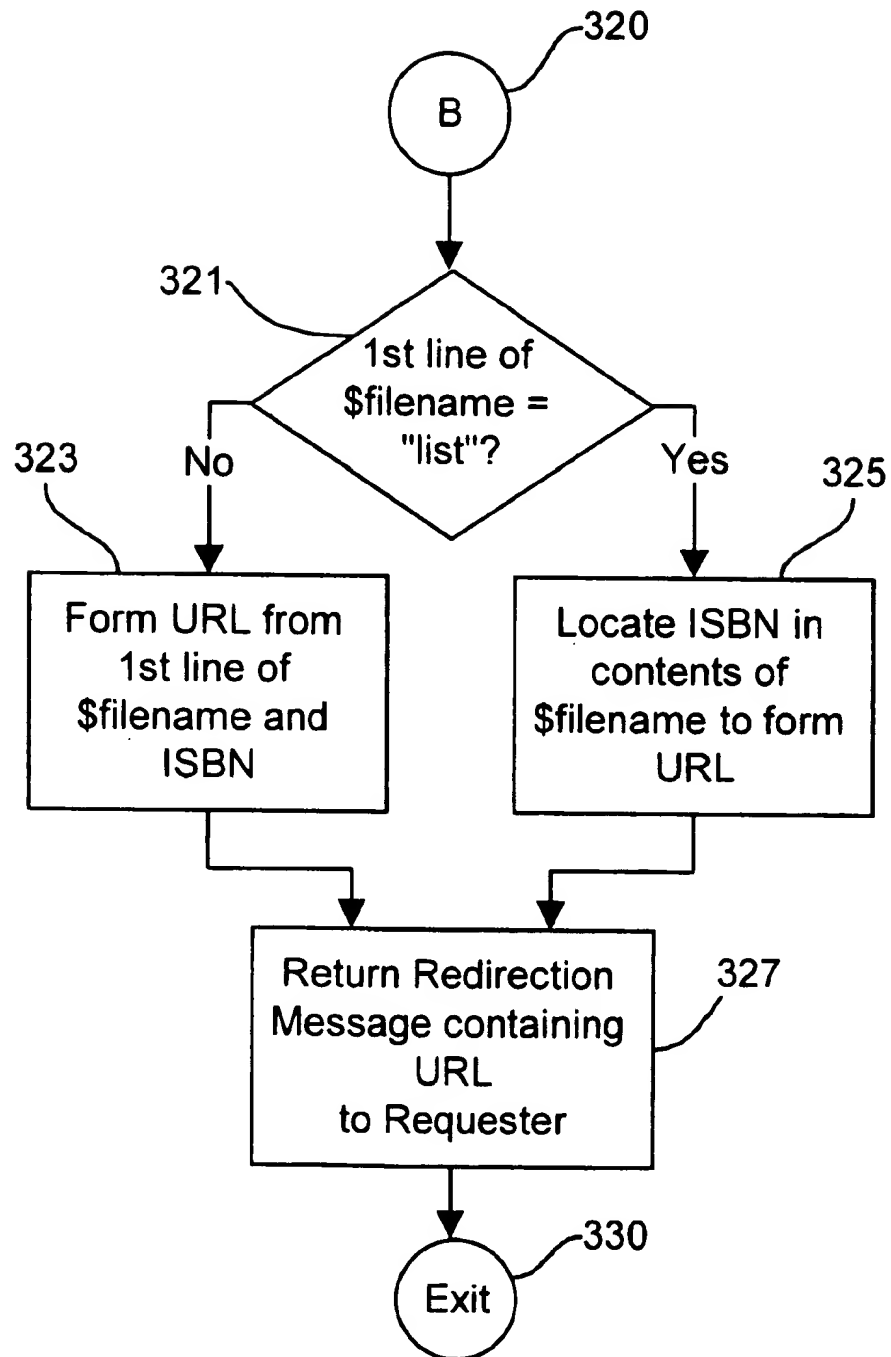 320
B
321
1st line of
$filename =
"list"?
No
Yes
323
325
Form URL from
1st line of
$filename and
ISBN
Locate ISBN in
contents of
$filename to form
URL
Return Redirection
Message containing
URL
to Requester
327
330
Exit